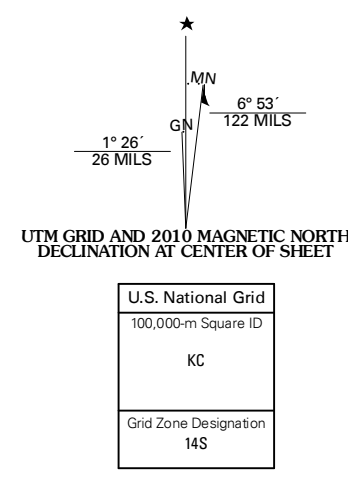 ★
MN
6° 53´
122 MILS
GN
1° 26´
26 MILS
UTM GRID AND 2010 MAGNETIC NORTH
DECLINATION AT CENTER OF SHEET
U.S. National Grid
100,000-m Square ID
KC
Grid Zone Designation
14S